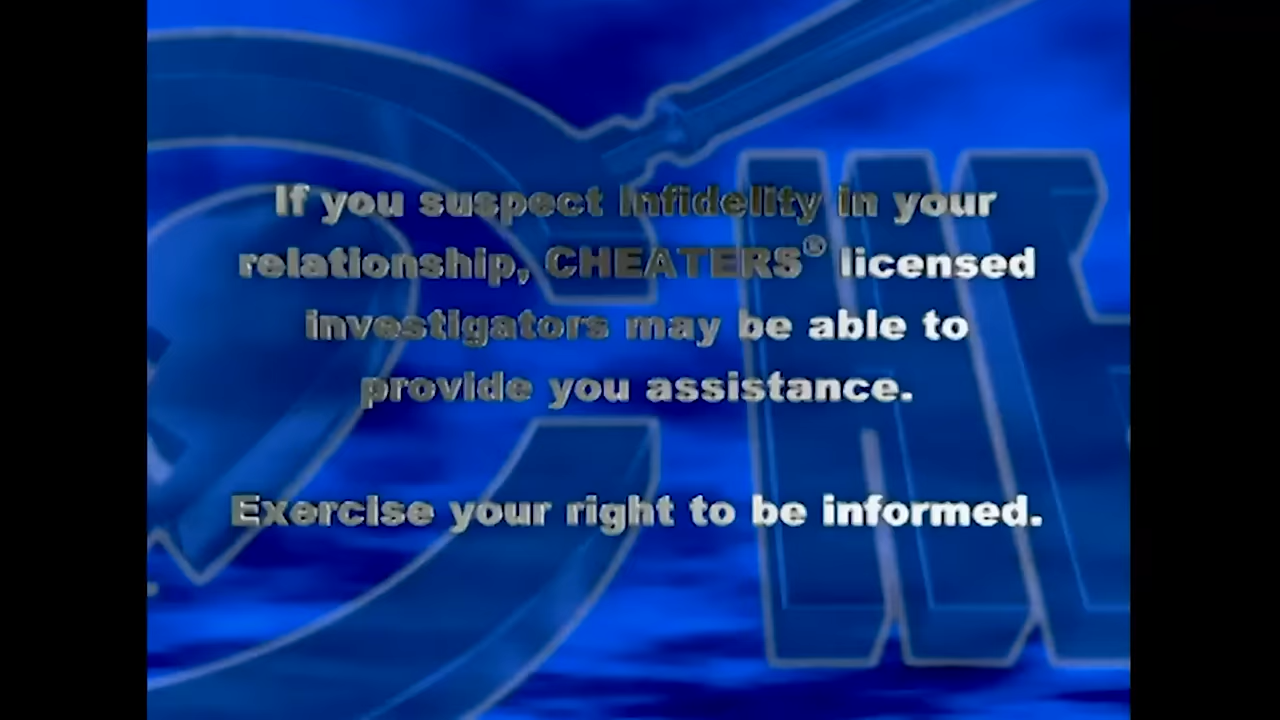 If you suspect infidelity in your
relationship, CHEATERS® licensed
investigators may be able to
provide you assistance.
Exercise your right to be informed.
CHE